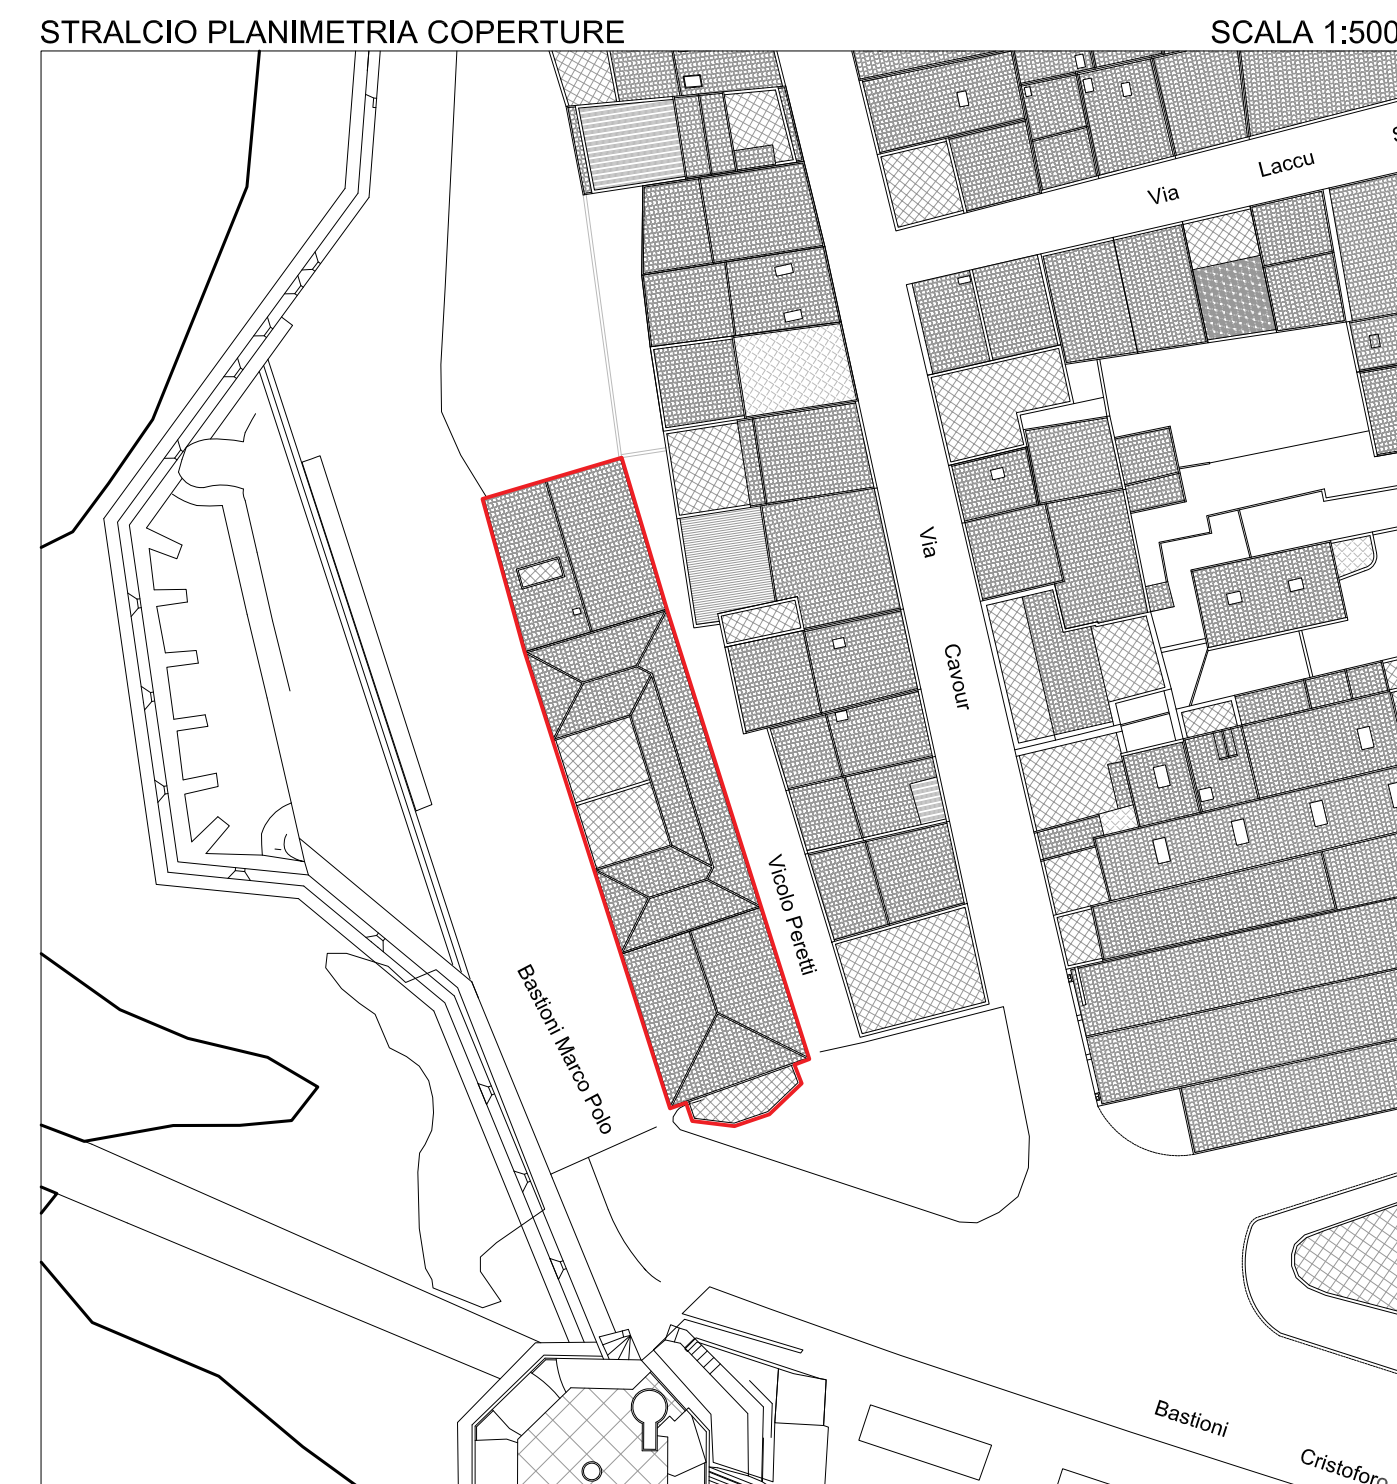 STRALCIO PLANIMETRIA COPERTURE
SCALA 1:500
Via Laccu
Via Cavour
Vicolo Peretti
Bastioni Marco Polo
Bastioni Cristoforo